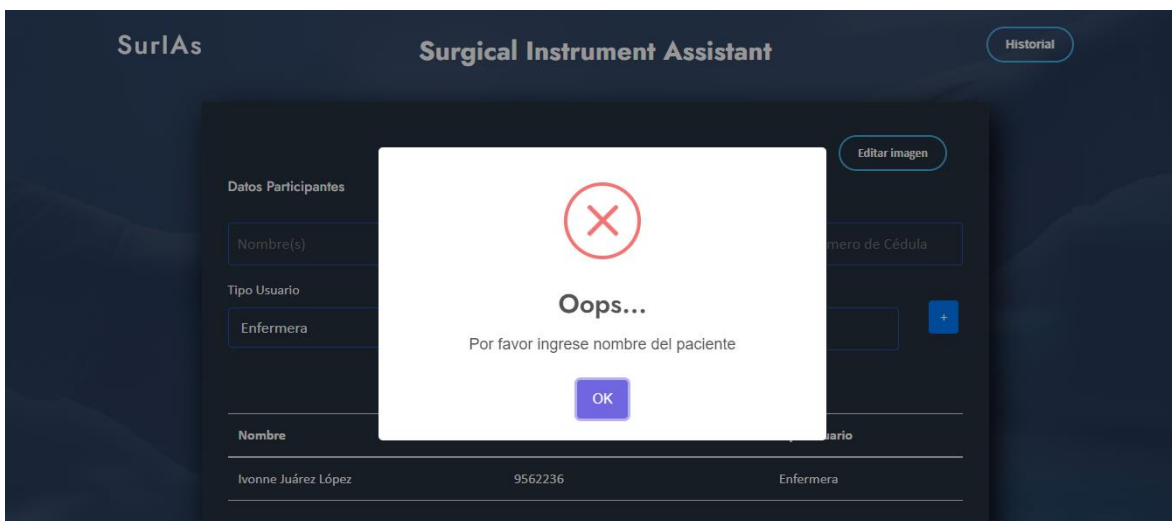 SurIAs
Surgical Instrument Assistant
Historial
Editar imagen
Datos Participantes
Nombre(s)
mero de Cédula
Tipo Usuario
Enfermera
+
Oops...
Por favor ingrese nombre del paciente
OK
Nombre
uario
Ivonne Juárez López 9562236 Enfermera